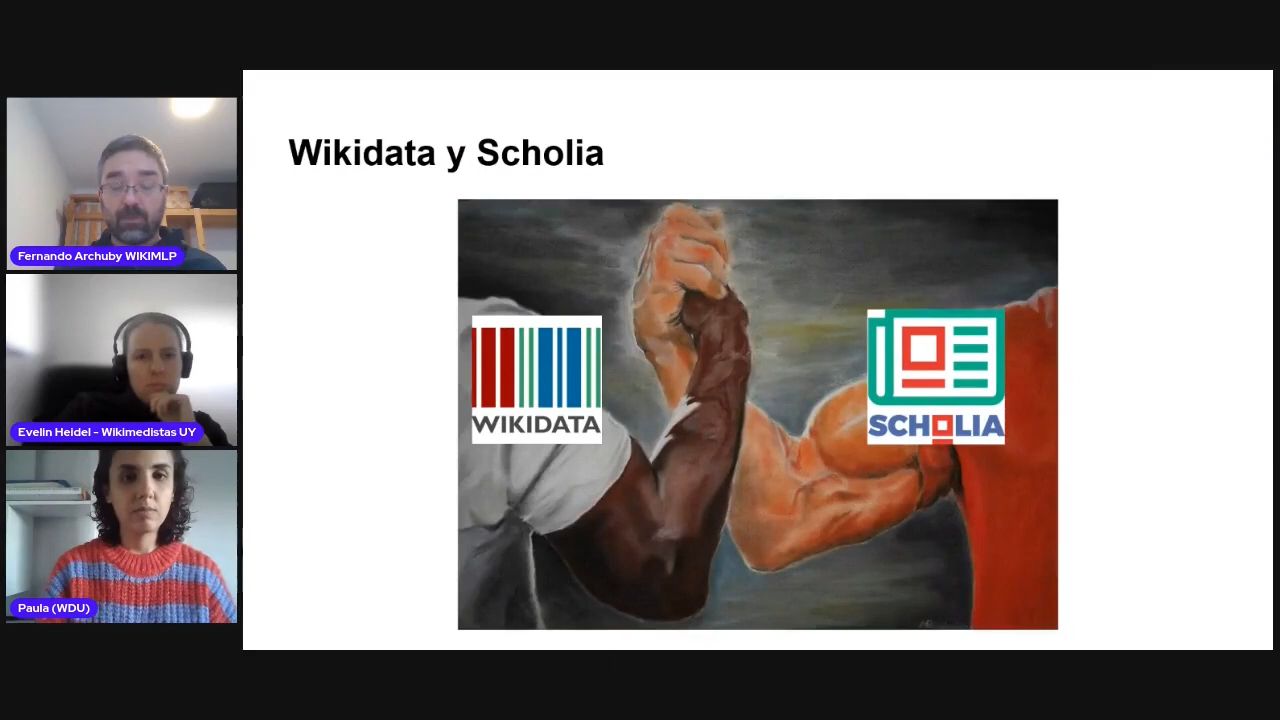 Wikidata y Scholia
WIKIDATA
SCHOLIA
Fernando Archuby WIKIMLP
Evelin Heidel - Wikimedistas UY
Paula (WDU)